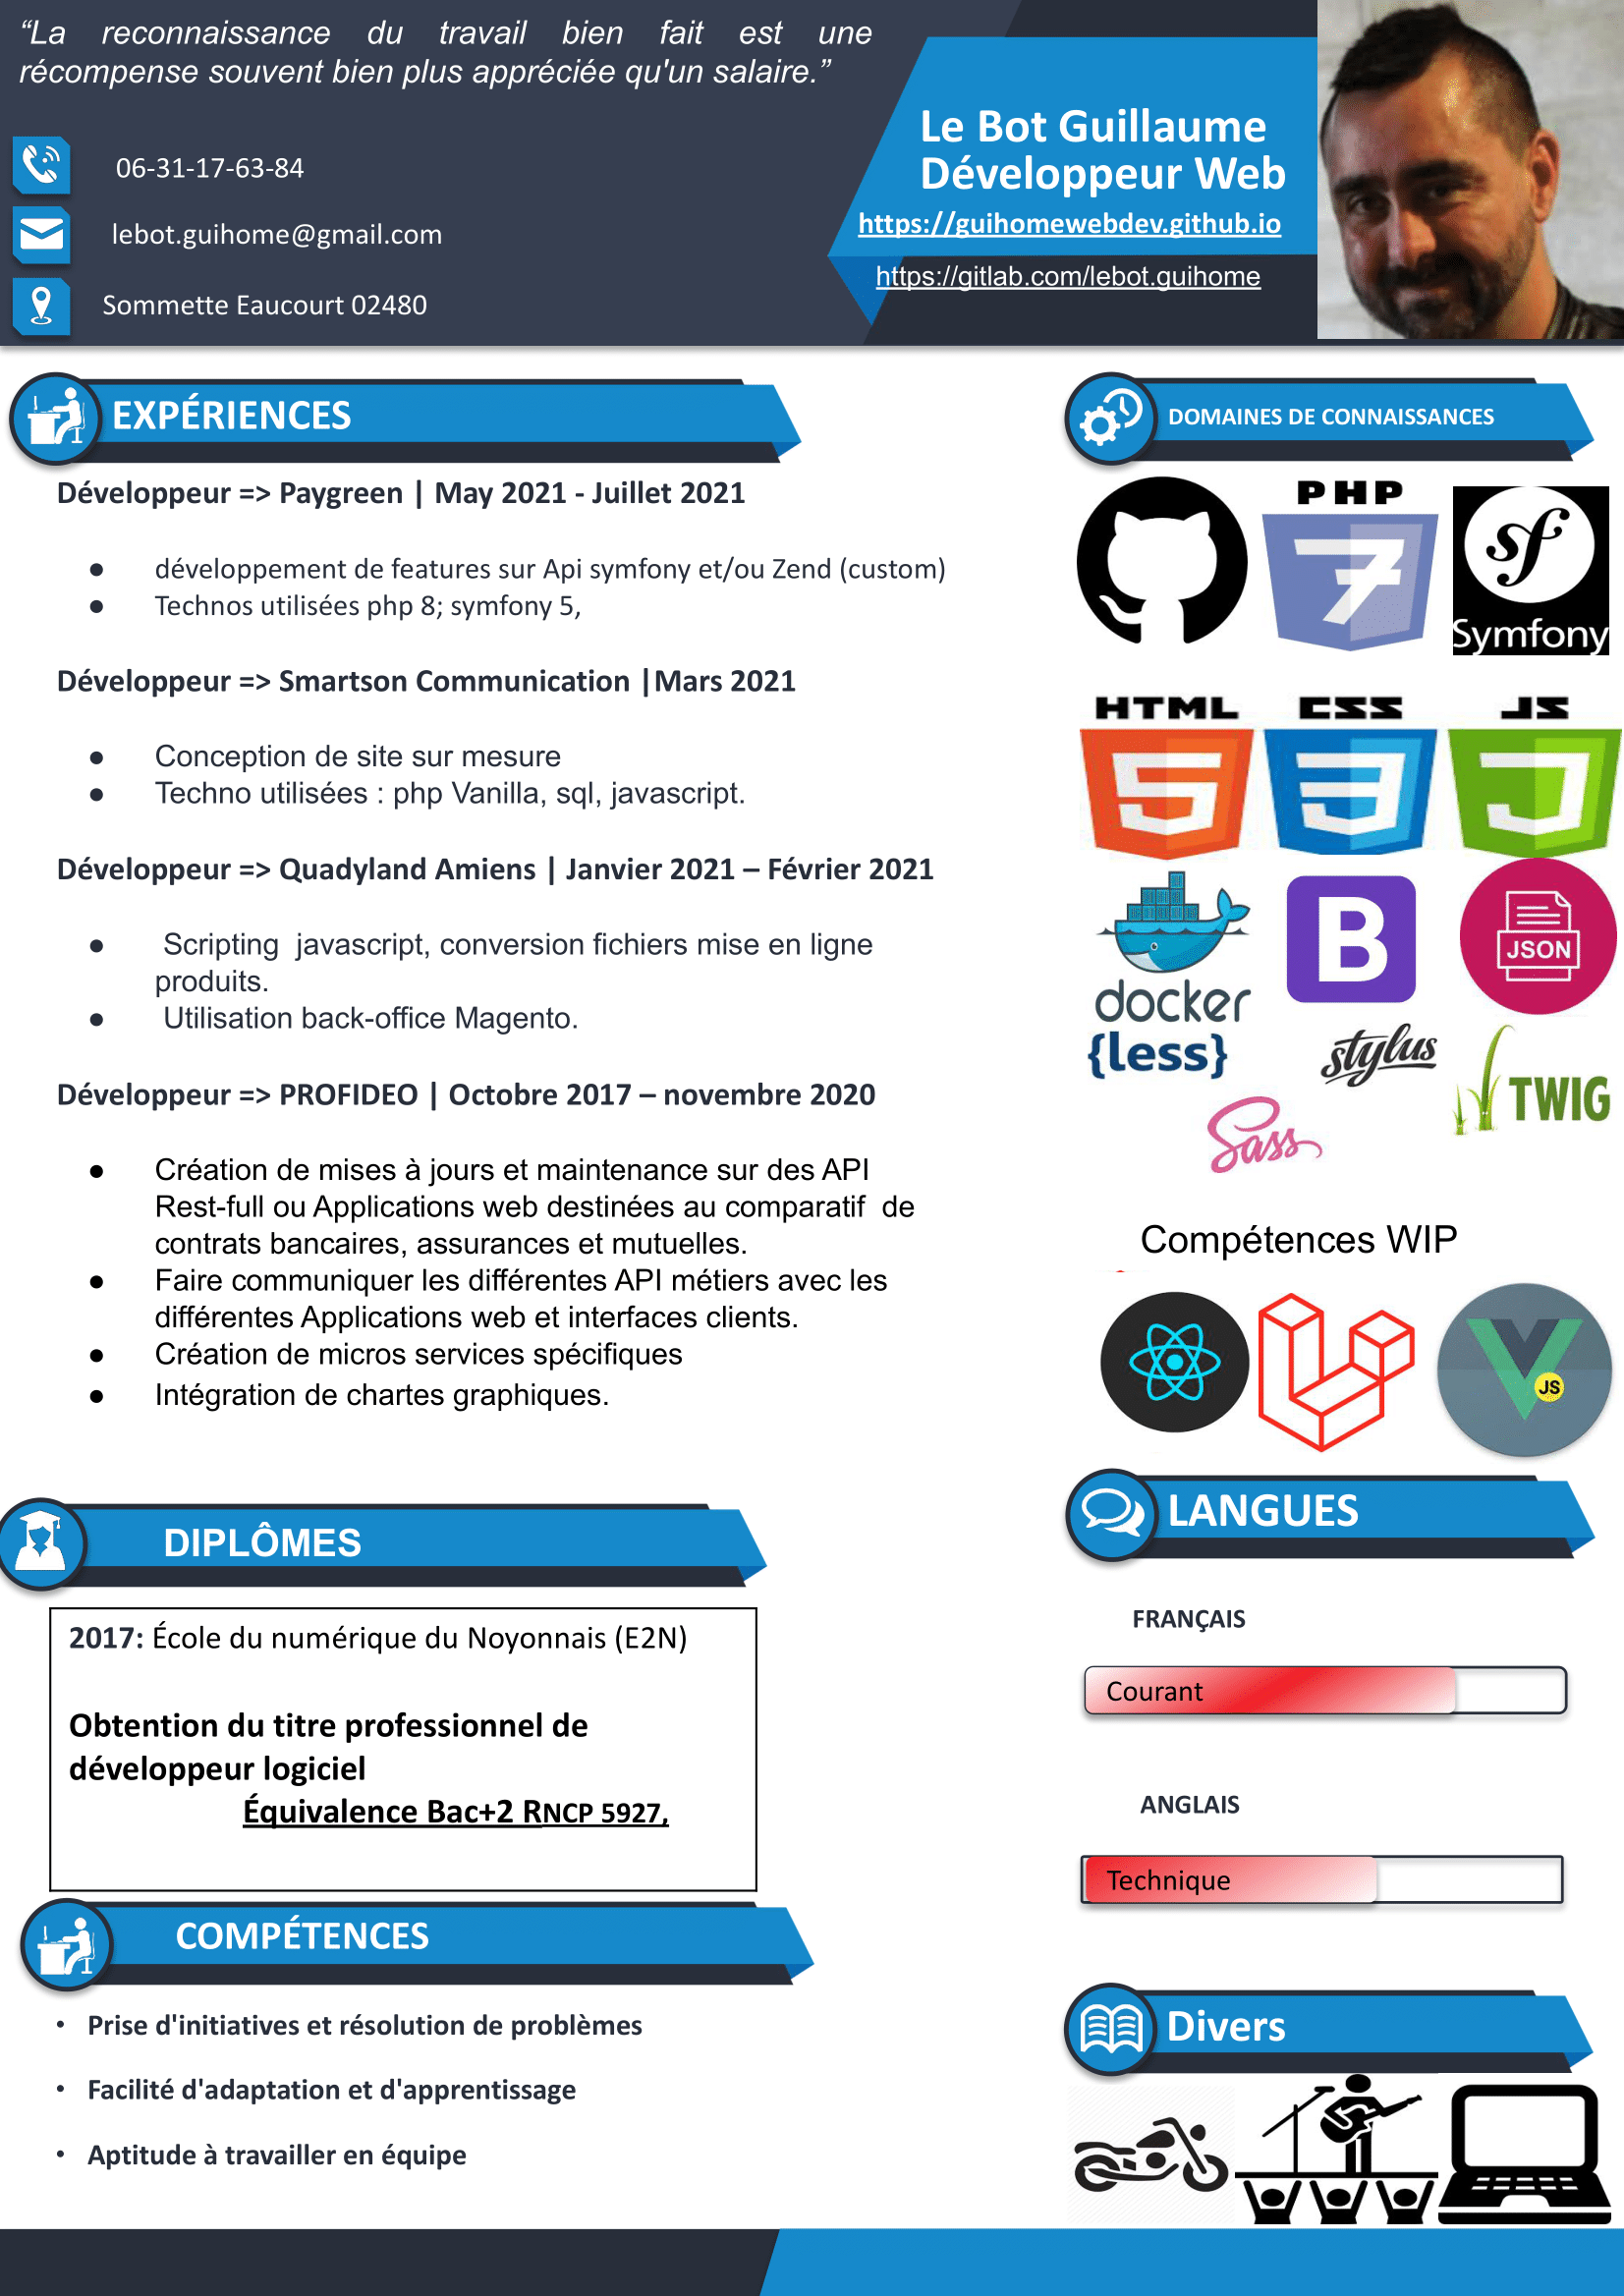 “La reconnaissance du travail bien fait est une
récompense souvent bien plus appréciée qu'un salaire.”
06-31-17-63-84
lebot.guihome@gmail.com
Sommette Eaucourt 02480
Le Bot Guillaume
Développeur Web
https://guihomewebdev.github.io
https://gitlab.com/lebot.guihome
EXPÉRIENCES
Développeur => Paygreen | May 2021 - Juillet 2021
● développement de features sur Api symfony et/ou Zend (custom)
● Technos utilisées php 8; symfony 5,
Développeur => Smartson Communication |Mars 2021
● Conception de site sur mesure
● Techno utilisées : php Vanilla, sql, javascript.
Développeur => Quadyland Amiens | Janvier 2021 – Février 2021
● Scripting javascript, conversion fichiers mise en ligne
produits.
● Utilisation back-office Magento.
Développeur => PROFIDEO | Octobre 2017 – novembre 2020
● Création de mises à jours et maintenance sur des API
Rest-full ou Applications web destinées au comparatif de
contrats bancaires, assurances et mutuelles.
● Faire communiquer les différentes API métiers avec les
différentes Applications web et interfaces clients.
● Création de micros services spécifiques
● Intégration de chartes graphiques.
DIPLÔMES
2017: École du numérique du Noyonnais (E2N)
Obtention du titre professionnel de
développeur logiciel
Équivalence Bac+2 RNCP 5927,
COMPÉTENCES
• Prise d'initiatives et résolution de problèmes
• Facilité d'adaptation et d'apprentissage
• Aptitude à travailler en équipe
DOMAINES DE CONNAISSANCES
PHP
7
sf
Symfony
HTML
5
CSS
3
JS
J
docker
B
JSON
{less}
stylus
TWIG
Sass
Compétences WIP
JS
LANGUES
FRANÇAIS
Courant
ANGLAIS
Technique
Divers